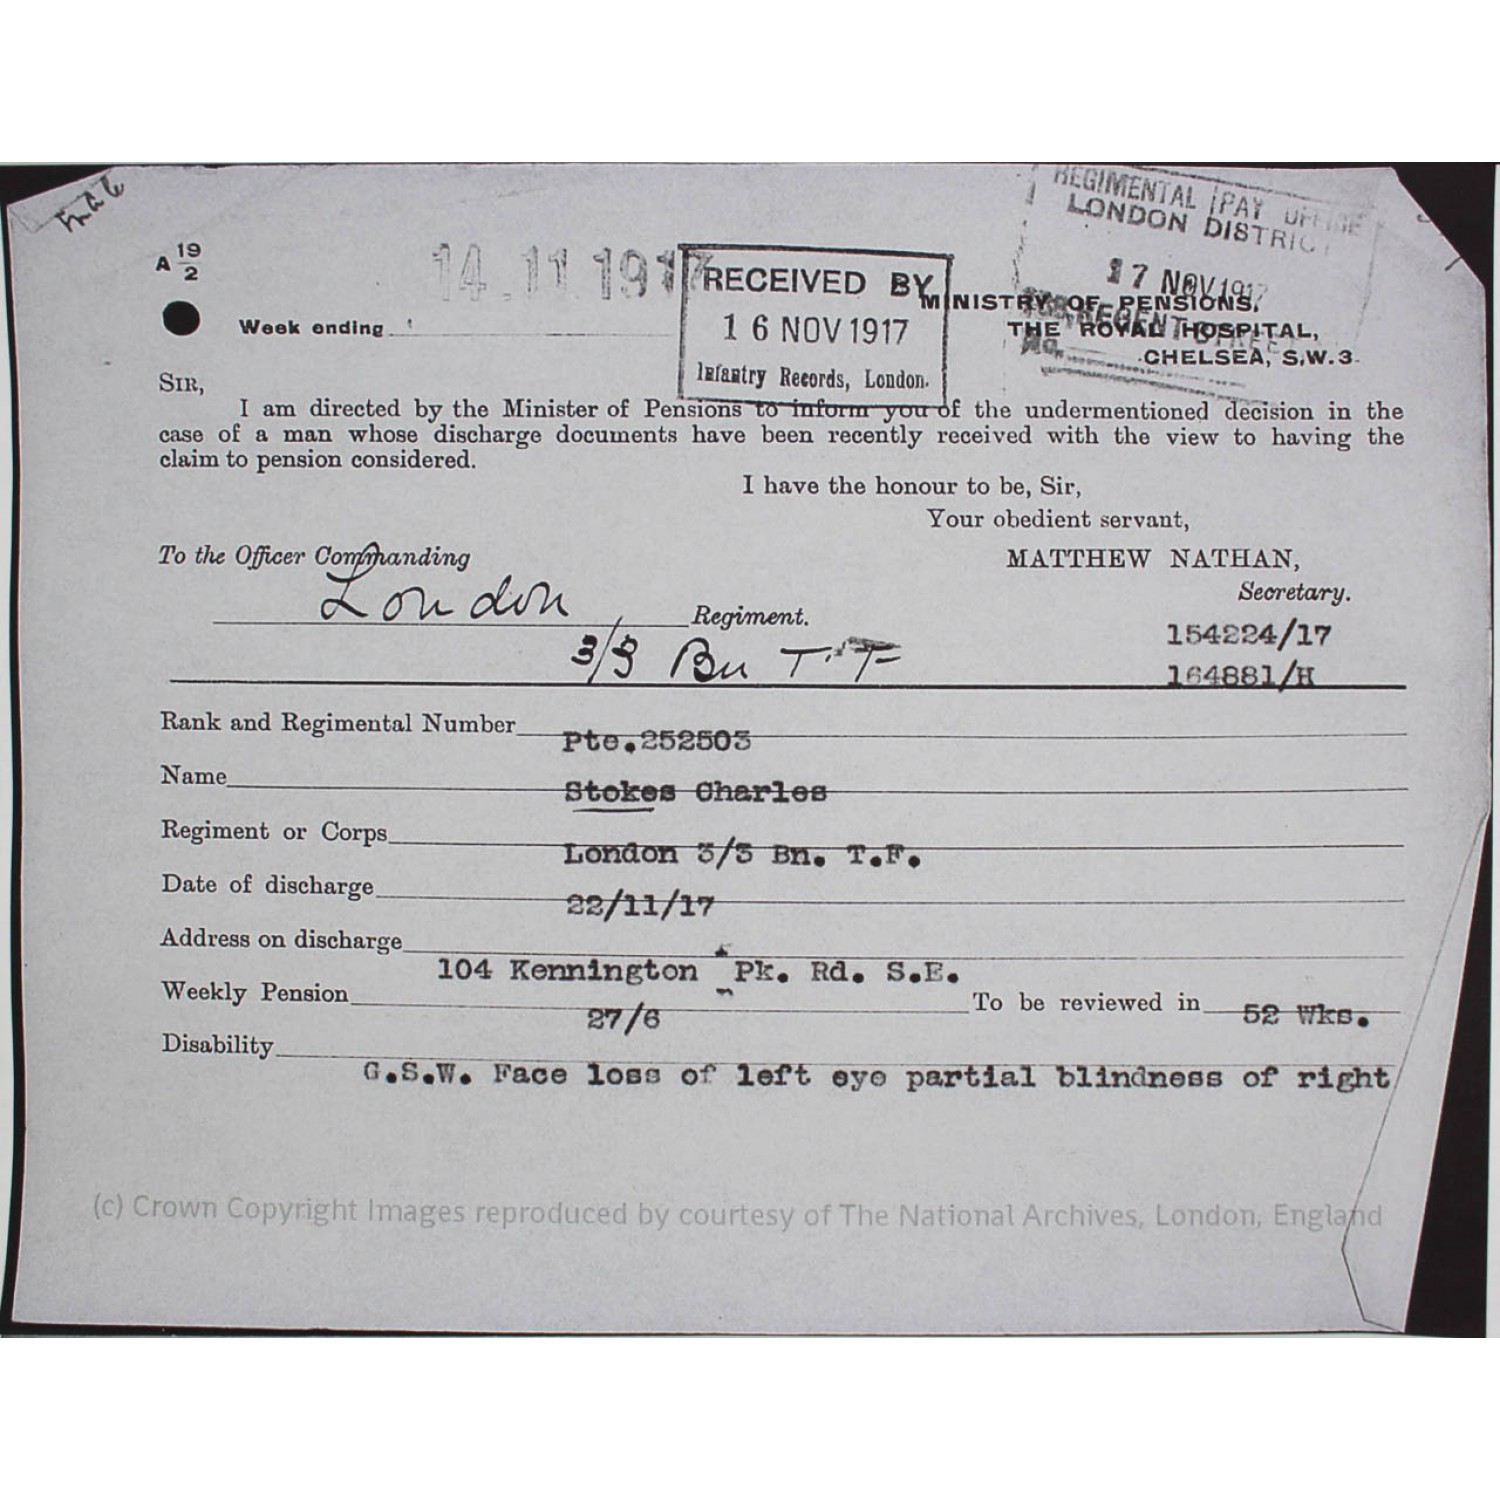 REGIMENTAL PAY OFFICE
LONDON DISTRICT
17 NOV 1917
REGENT STREET
No.
A 19/2
14.11.1917
RECEIVED BY
16 NOV 1917
Infantry Records, London.
MINISTRY OF PENSIONS,
THE ROYAL HOSPITAL,
CHELSEA, S.W.3.
Week ending
SIR,
I am directed by the Minister of Pensions to inform you of the undermentioned decision in the
case of a man whose discharge documents have been recently received with the view to having the
claim to pension considered.
I have the honour to be, Sir,
Your obedient servant,
To the Officer Commanding
MATTHEW NATHAN,
Secretary.
London Regiment.
154224/17
3/3 Bn T.F
164881/H
Rank and Regimental Number Pte.252503
Name Stokes Charles
Regiment or Corps London 3/3 Bn. T.F.
Date of discharge 22/11/17
Address on discharge 104 Kennington Pk. Rd. S.E.
Weekly Pension 27/6 To be reviewed in 52 Wks.
Disability G.S.W. Face loss of left eye partial blindness of right
(c) Crown Copyright Images reproduced by courtesy of The National Archives, London, England